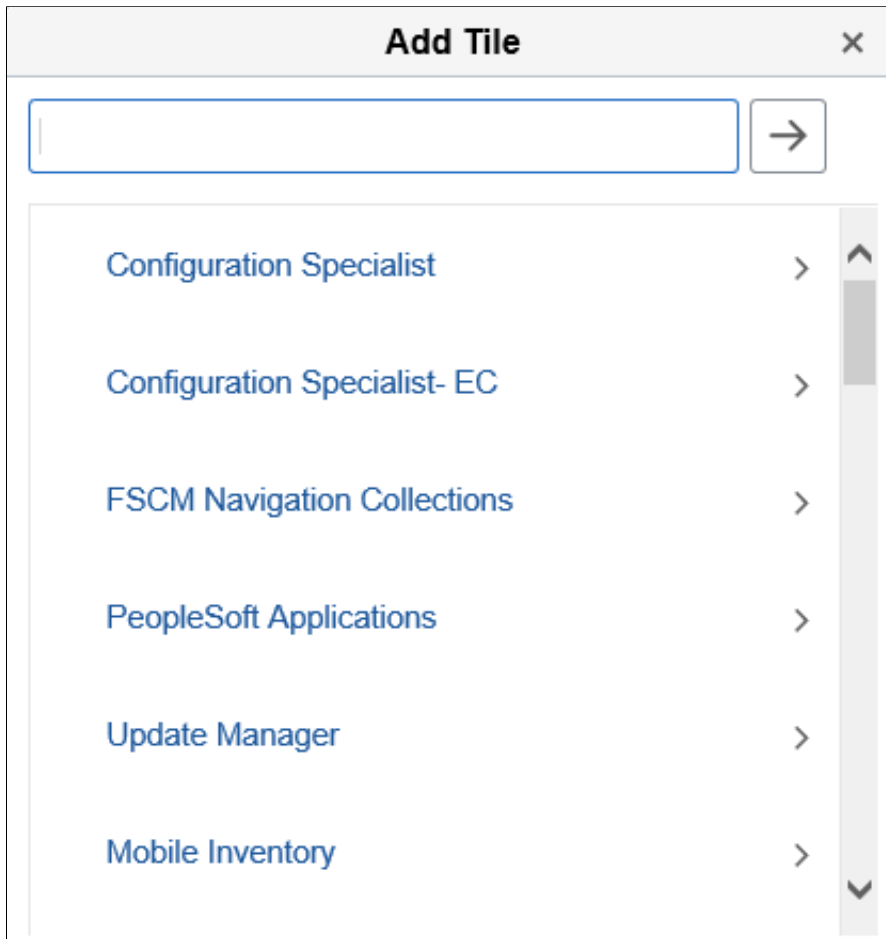 Add Tile
Configuration Specialist
Configuration Specialist- EC
FSCM Navigation Collections
PeopleSoft Applications
Update Manager
Mobile Inventory